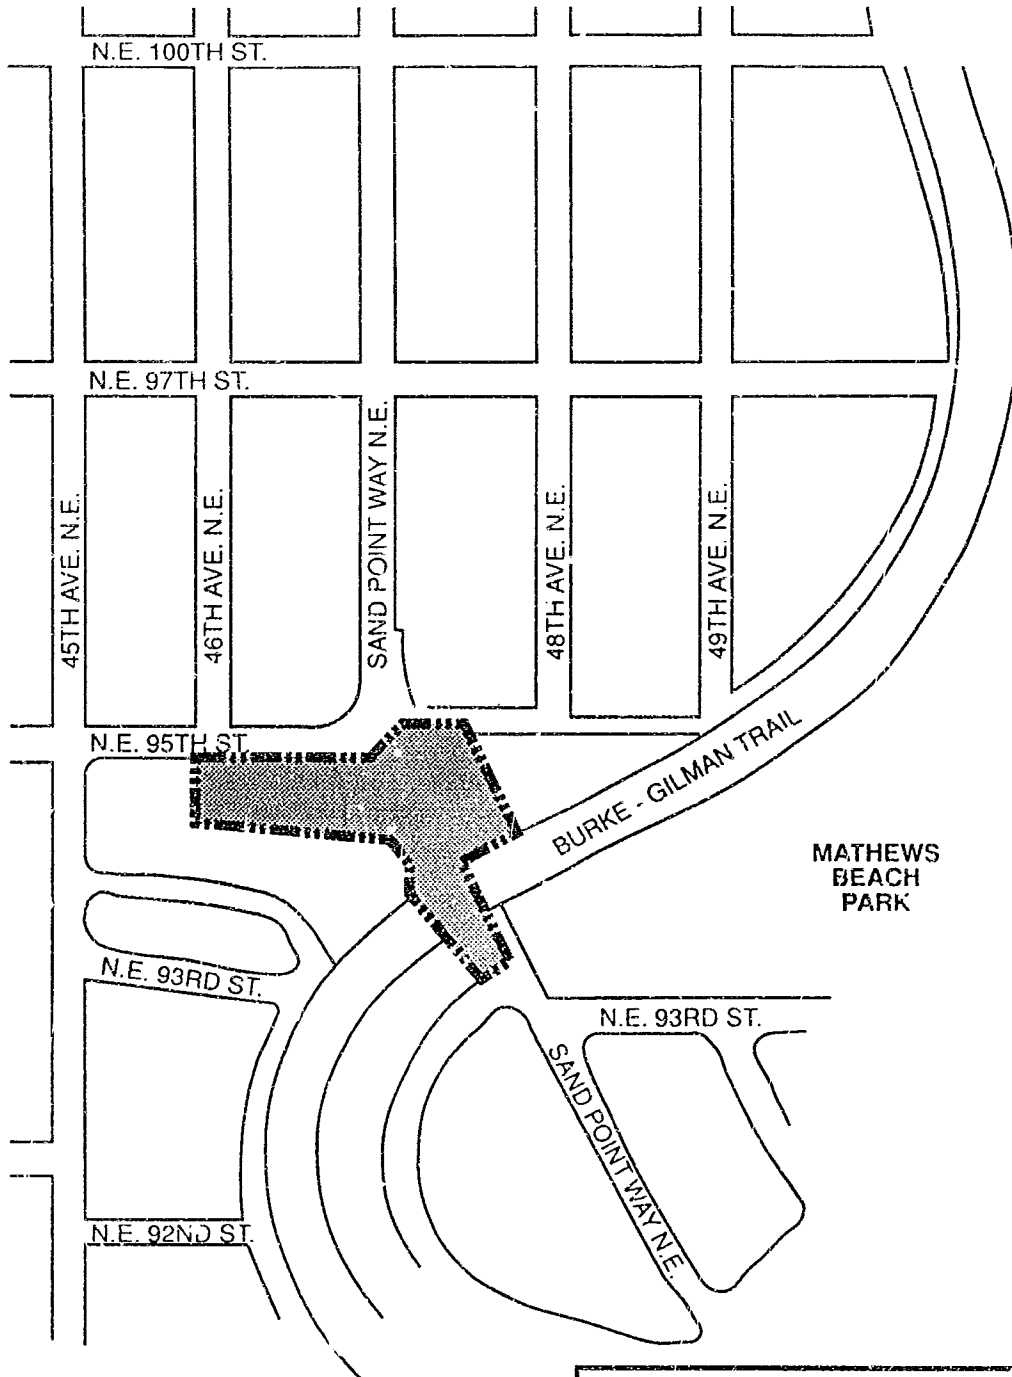 N.E. 100TH ST.
N.E. 97TH ST.
45TH AVE. N.E.
46TH AVE. N.E.
SAND POINT WAY N.E.
48TH AVE. N.E.
49TH AVE. N.E.
N.E. 95TH ST.
BURKE - GILMAN TRAIL
MATHEWS
BEACH
PARK
N.E. 93RD ST.
N.E. 93RD ST.
SAND POINT WAY N.E.
N.E. 92ND ST.